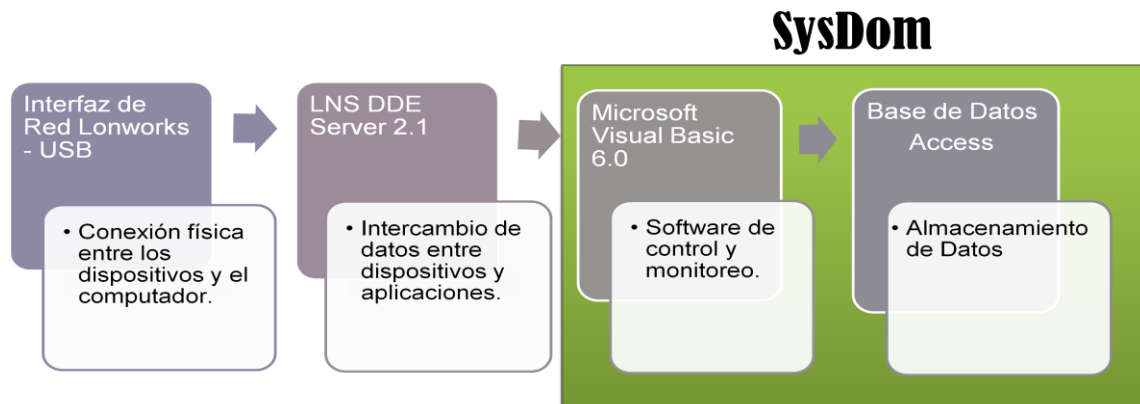 SysDom
Interfaz de
Red Lonworks
- USB
• Conexión física
entre los
dispositivos y el
computador.
LNS DDE
Server 2.1
• Intercambio de
datos entre
dispositivos y
aplicaciones.
Microsoft
Visual Basic
6.0
• Software de
control y
monitoreo.
Base de Datos
Access
• Almacenamiento
de Datos